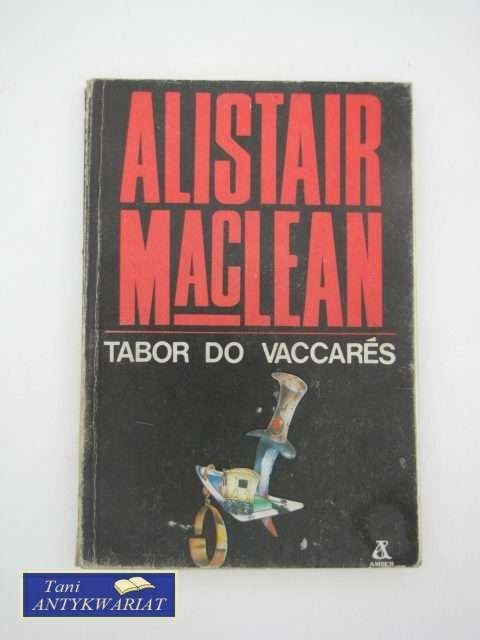 ALISTAIR
MACLEAN
TABOR DO VACCARÉS
AMBER
Tani
ANTYKWARIAT